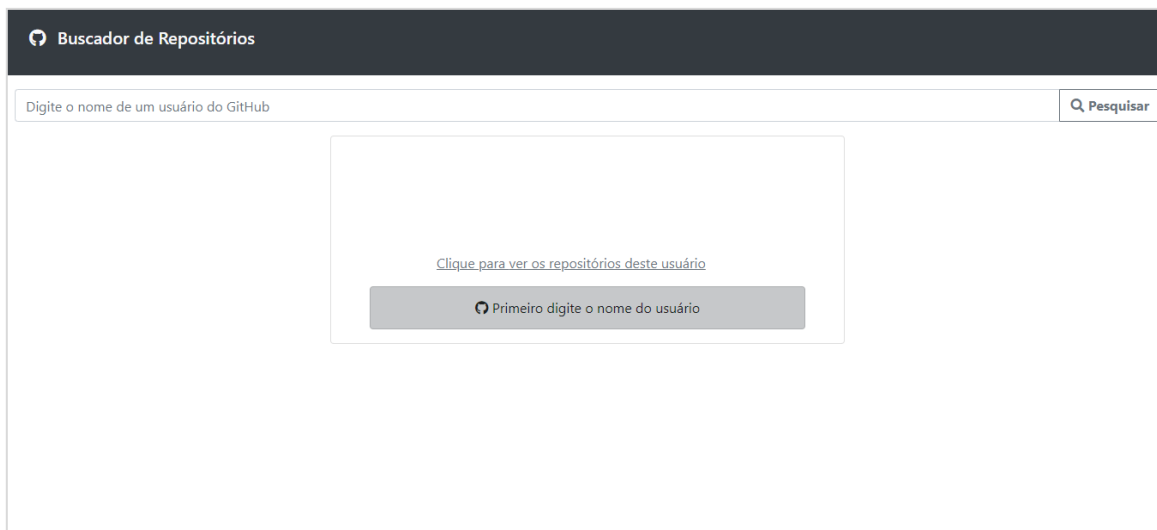 Buscador de Repositórios
Digite o nome de um usuário do GitHub
Pesquisar
Clique para ver os repositórios deste usuário
Primeiro digite o nome do usuário